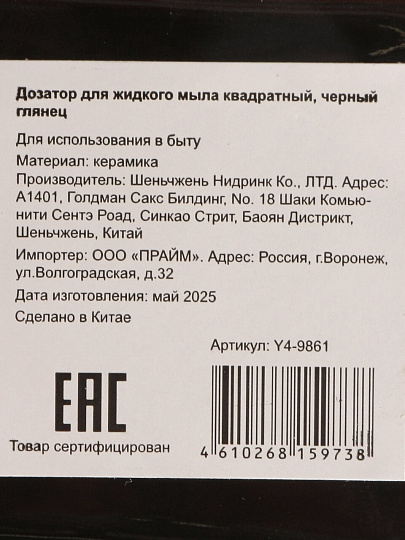 Дозатор для жидкого мыла квадратный, черный
глянец
Для использования в быту
Материал: керамика
Производитель: Шеньчжень Нидринк Ко., ЛТД. Адрес:
А1401, Голдман Сакс Билдинг, No. 18 Шаки Комью-
нити Сентэ Роад, Синкао Стрит, Баоян Дистрикт,
Шеньчжень, Китай
Импортер: ООО «ПРАЙМ». Адрес: Россия, г.Воронеж,
ул.Волгоградская, д.32
Дата изготовления: май 2025
Сделано в Китае
Артикул: Y4-9861
EAC
Товар сертифицирован
4 610268 159738